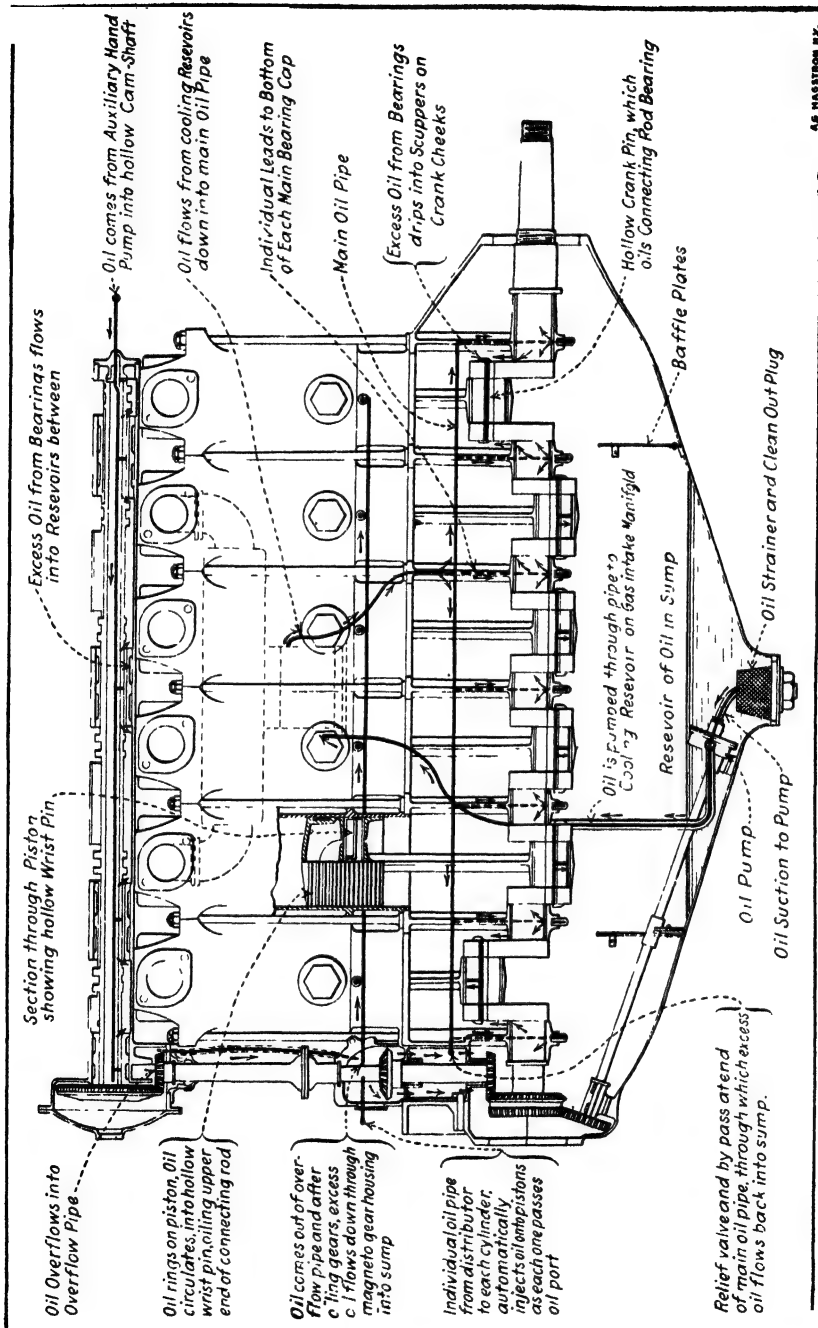 Oil Overflows into
Overflow Pipe
Oil rings on piston, Oil
circulates, into hollow
wrist pin, oiling upper
end of connecting rod
Oil comes out of over-
flow pipe and after
gears, excess
flows down through
magneto gear housing
into sump
Individual oil pipe
from distributor
to each cylinder,
automatically
injects oil onto pistons
as each one passes
oil port
Relief valve and by pass at end
of main oil pipe, through which excess
oil flows back into sump.
Section through Piston
showing hollow Wrist Pin
Excess Oil from Bearings flows
into Resevoirs between
Oil comes from Auxiliary Hand
Pump into hollow Cam-Shaft
Oil flows from cooling Resevoirs
down into main Oil Pipe
Individual Leads to Bottom
of Each Main Bearing Cap
Main Oil Pipe
Excess Oil from Bearings
drips into Scuppers on
Crank Cheeks
Hollow Crank Pin, which
oils Connecting Rod Bearing
Baffle Plates
Oil is pumped through pipe to
Resevoir on Gas intake Manifold
Reservoir of Oil in Sump
Oil Strainer and Clean Out Plug
Oil Pump
Oil Suction to Pump